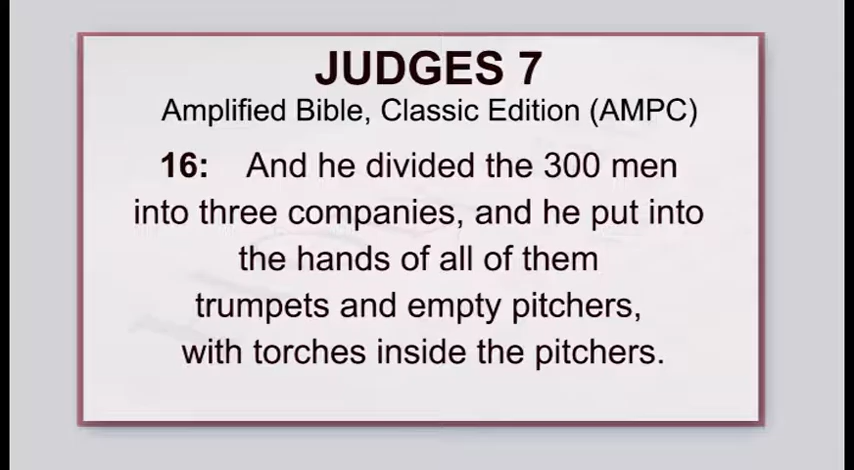 JUDGES 7
Amplified Bible, Classic Edition (AMPC)
16: And he divided the 300 men
into three companies, and he put into
the hands of all of them
trumpets and empty pitchers,
with torches inside the pitchers.